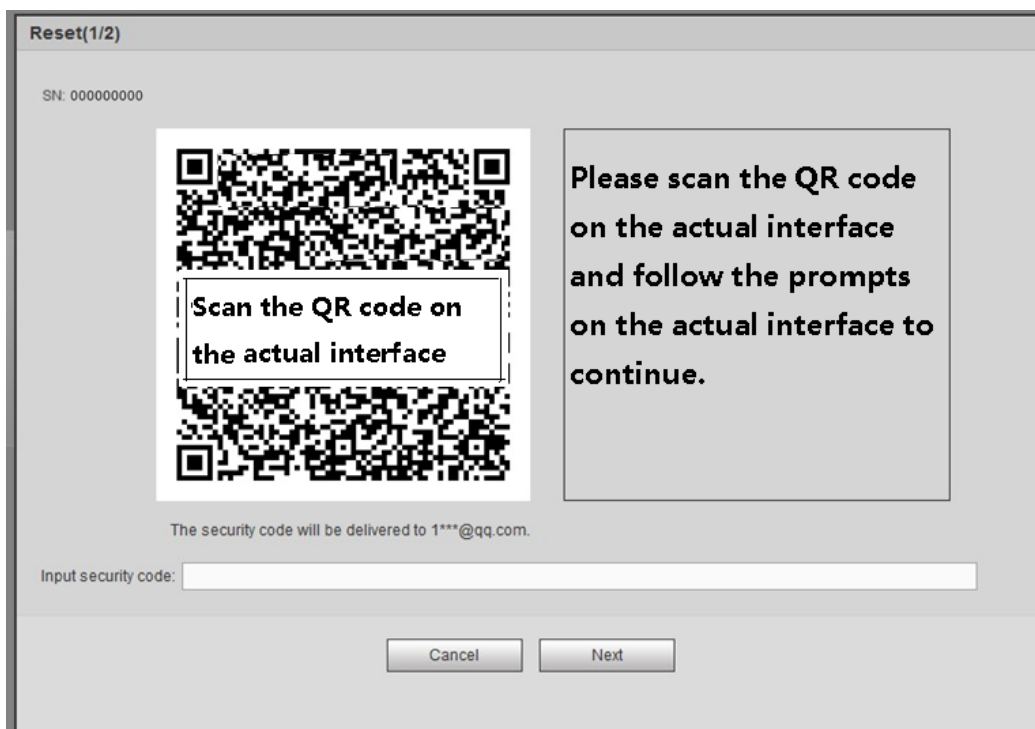 Reset(1/2)
SN: 000000000
Scan the QR code on
the actual interface
Please scan the QR code
on the actual interface
and follow the prompts
on the actual interface to
continue.
The security code will be delivered to 1***@qq.com.
Input security code:
Cancel
Next